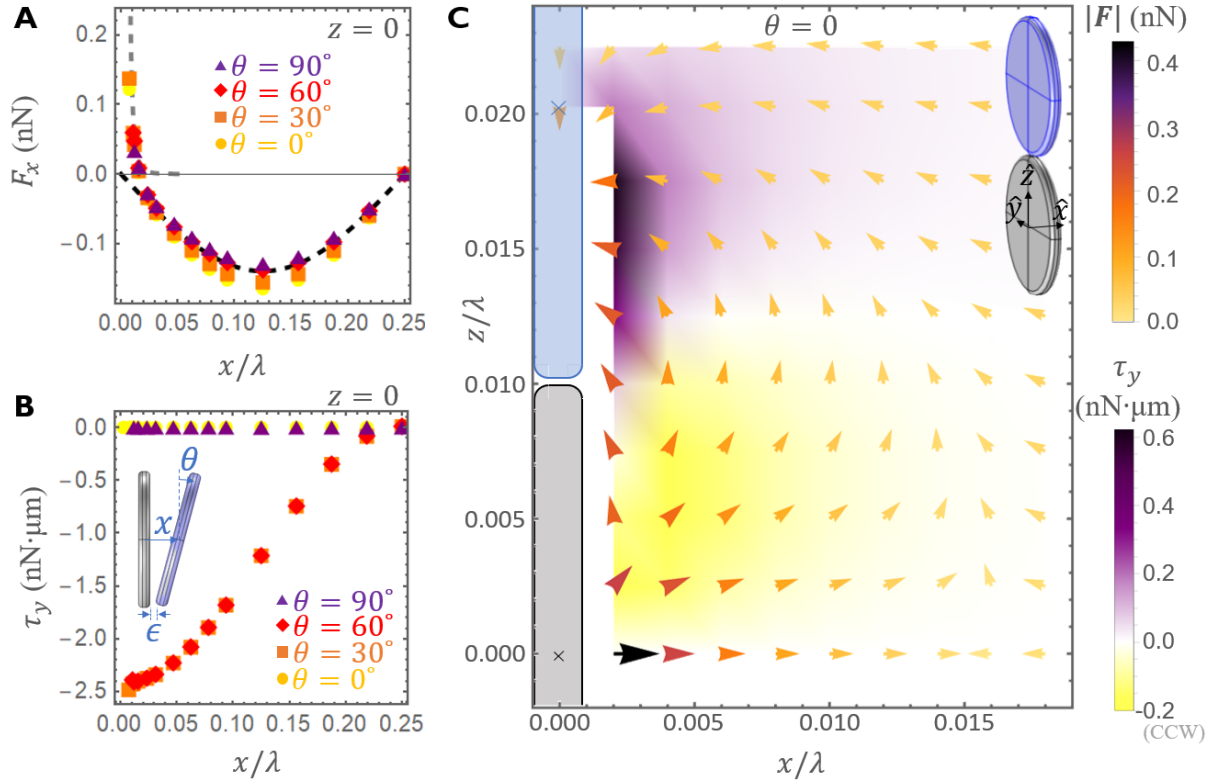 A
z = 0
0.2
0.1
0.0
−0.1
F_x (nN)
θ = 90°
θ = 60°
θ = 30°
θ = 0°
0.00 0.05 0.10 0.15 0.20 0.25
x/λ
B
z = 0
0.0
−0.5
−1.0
−1.5
−2.0
−2.5
τ_y (nN·μm)
θ
x
ϵ
θ = 90°
θ = 60°
θ = 30°
θ = 0°
0.00 0.05 0.10 0.15 0.20 0.25
x/λ
C
θ = 0
0.020
0.015
0.010
0.005
0.000
z/λ
ẑ
ŷ
x̂
0.000 0.005 0.010 0.015
x/λ
|F| (nN)
0.4
0.3
0.2
0.1
0.0
τ_y
(nN·μm)
0.6
0.4
0.2
0.0
-0.2
(CCW)